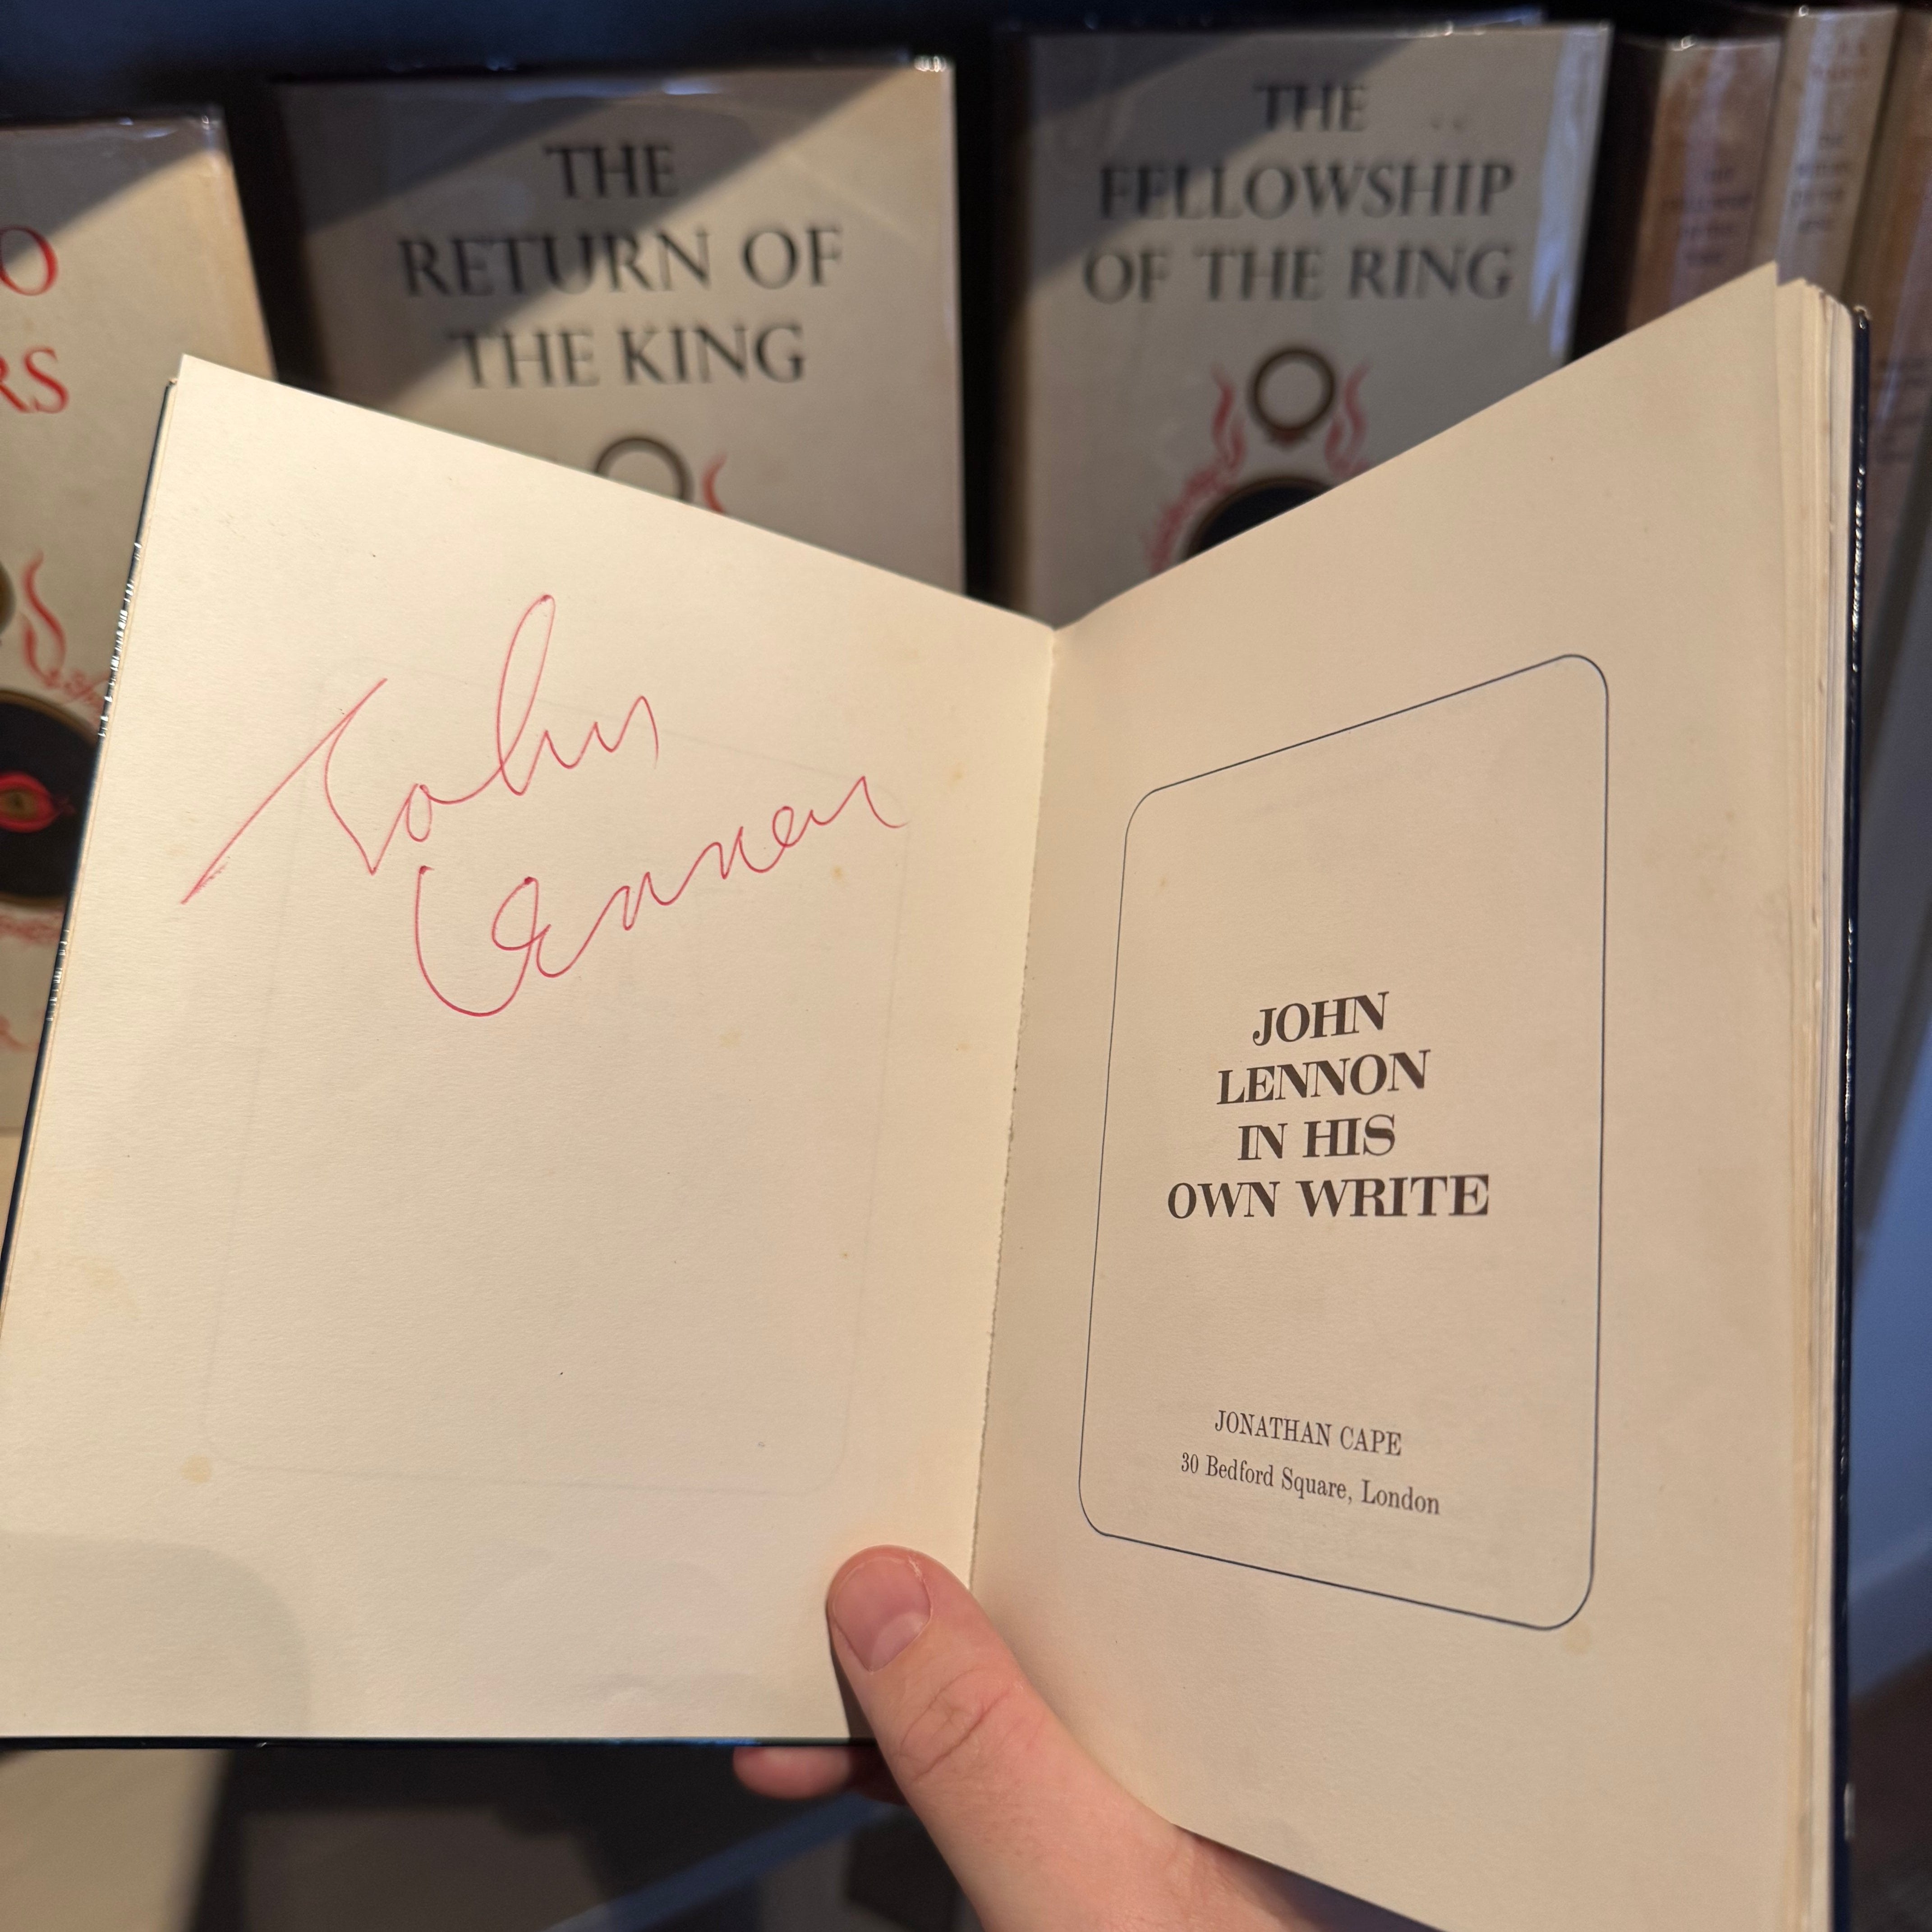 THE
RETURN OF
THE KING
THE
FELLOWSHIP
OF THE RING
O
RS
John
Lennon
JOHN
LENNON
IN HIS
OWN WRITE
JONATHAN CAPE
30 Bedford Square, London